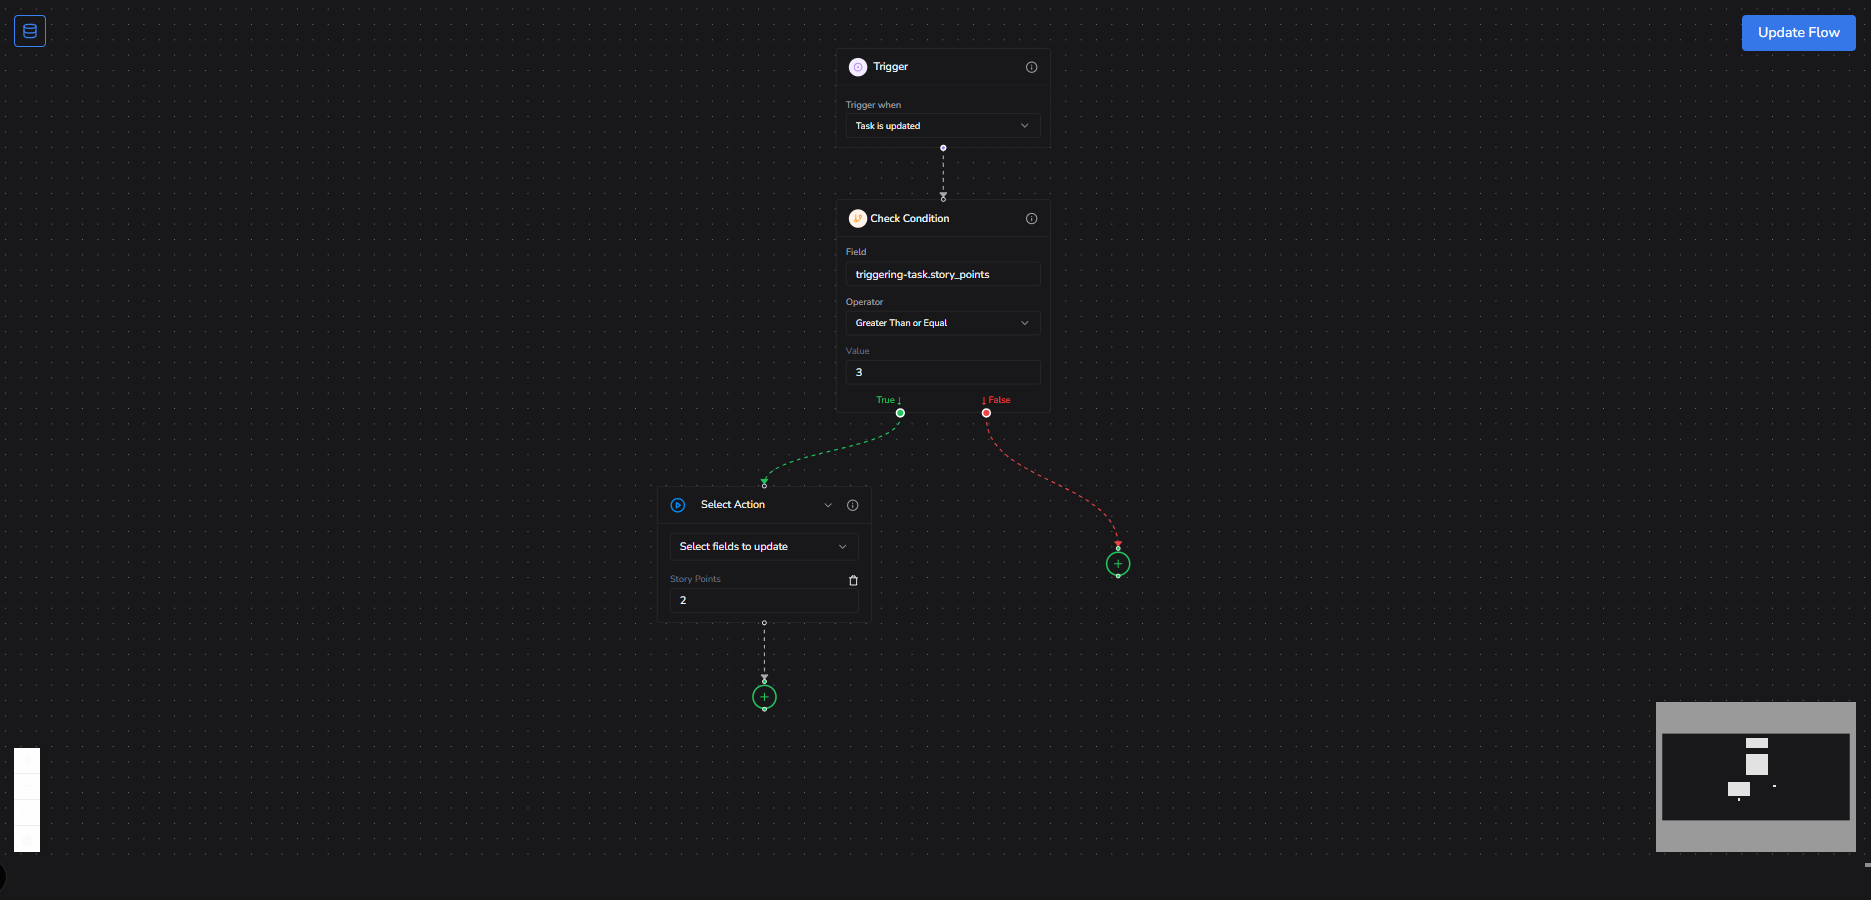 Update Flow
Trigger
Trigger when
Task is updated
Check Condition
Field
triggering-task.story_points
Operator
Greater Than or Equal
Value
3
True ↓
↓ False
Select Action
Select fields to update
Story Points
2